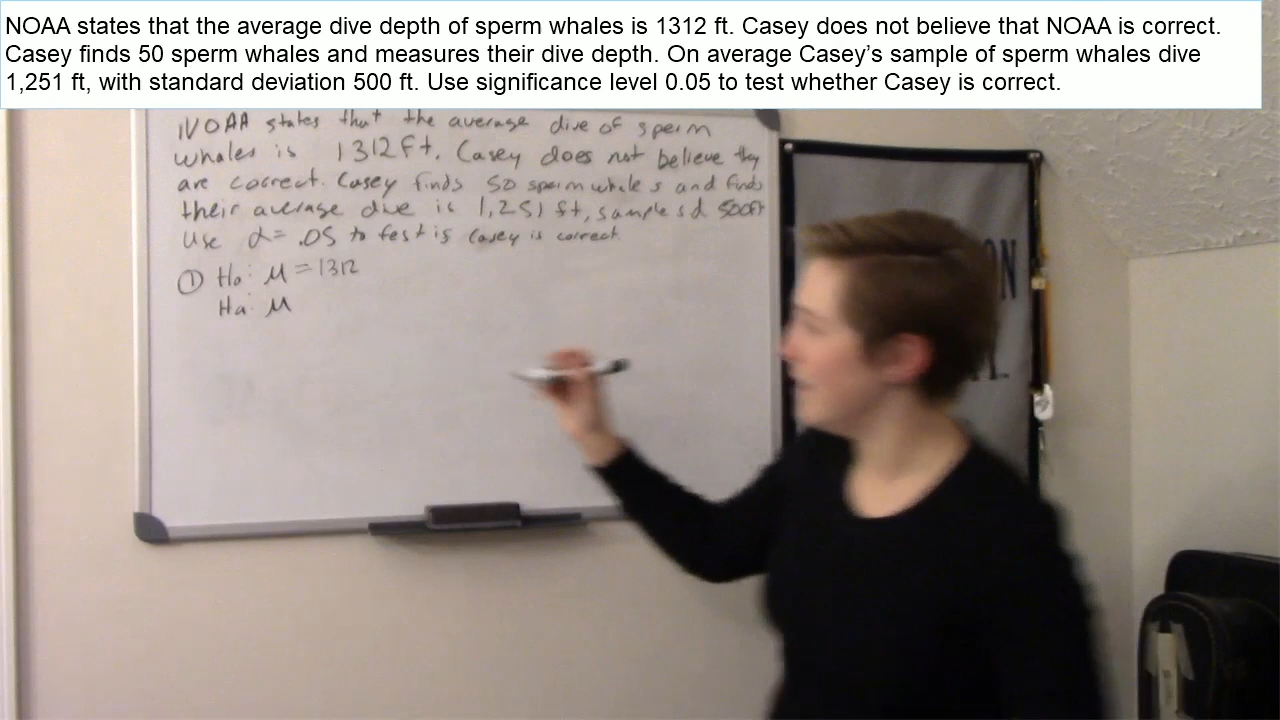 NOAA states that the average dive depth of sperm whales is 1312 ft. Casey does not believe that NOAA is correct.
Casey finds 50 sperm whales and measures their dive depth. On average Casey’s sample of sperm whales dive
1,251 ft, with standard deviation 500 ft. Use significance level 0.05 to test whether Casey is correct.
NOAA states that the average dive of sperm
whales is 1312 ft. Casey does not believe they
are correct. Casey finds 50 sperm whales and finds
their average dive is 1,251 ft, sample sd 500ft
Use α= .05 to test if Casey is correct.
① Ho: μ = 1312
Ha: μ